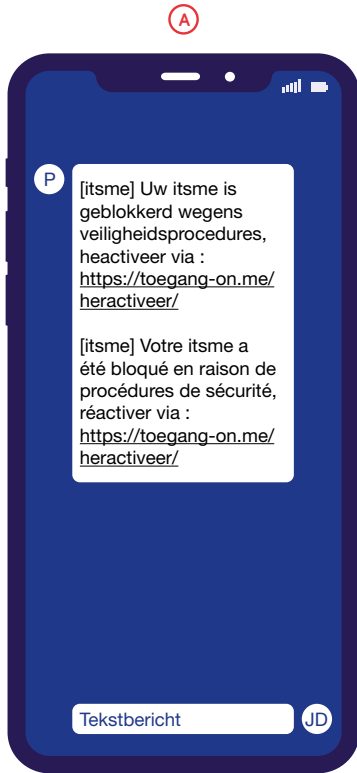 A
P
[itsme] Uw itsme is
geblokkerd wegens
veiligheidsprocedures,
heactiveer via :
https://toegang-on.me/
heractiveer/
[itsme] Votre itsme a
été bloqué en raison de
procédures de sécurité,
réactiver via :
https://toegang-on.me/
heractiveer/
Tekstbericht
JD